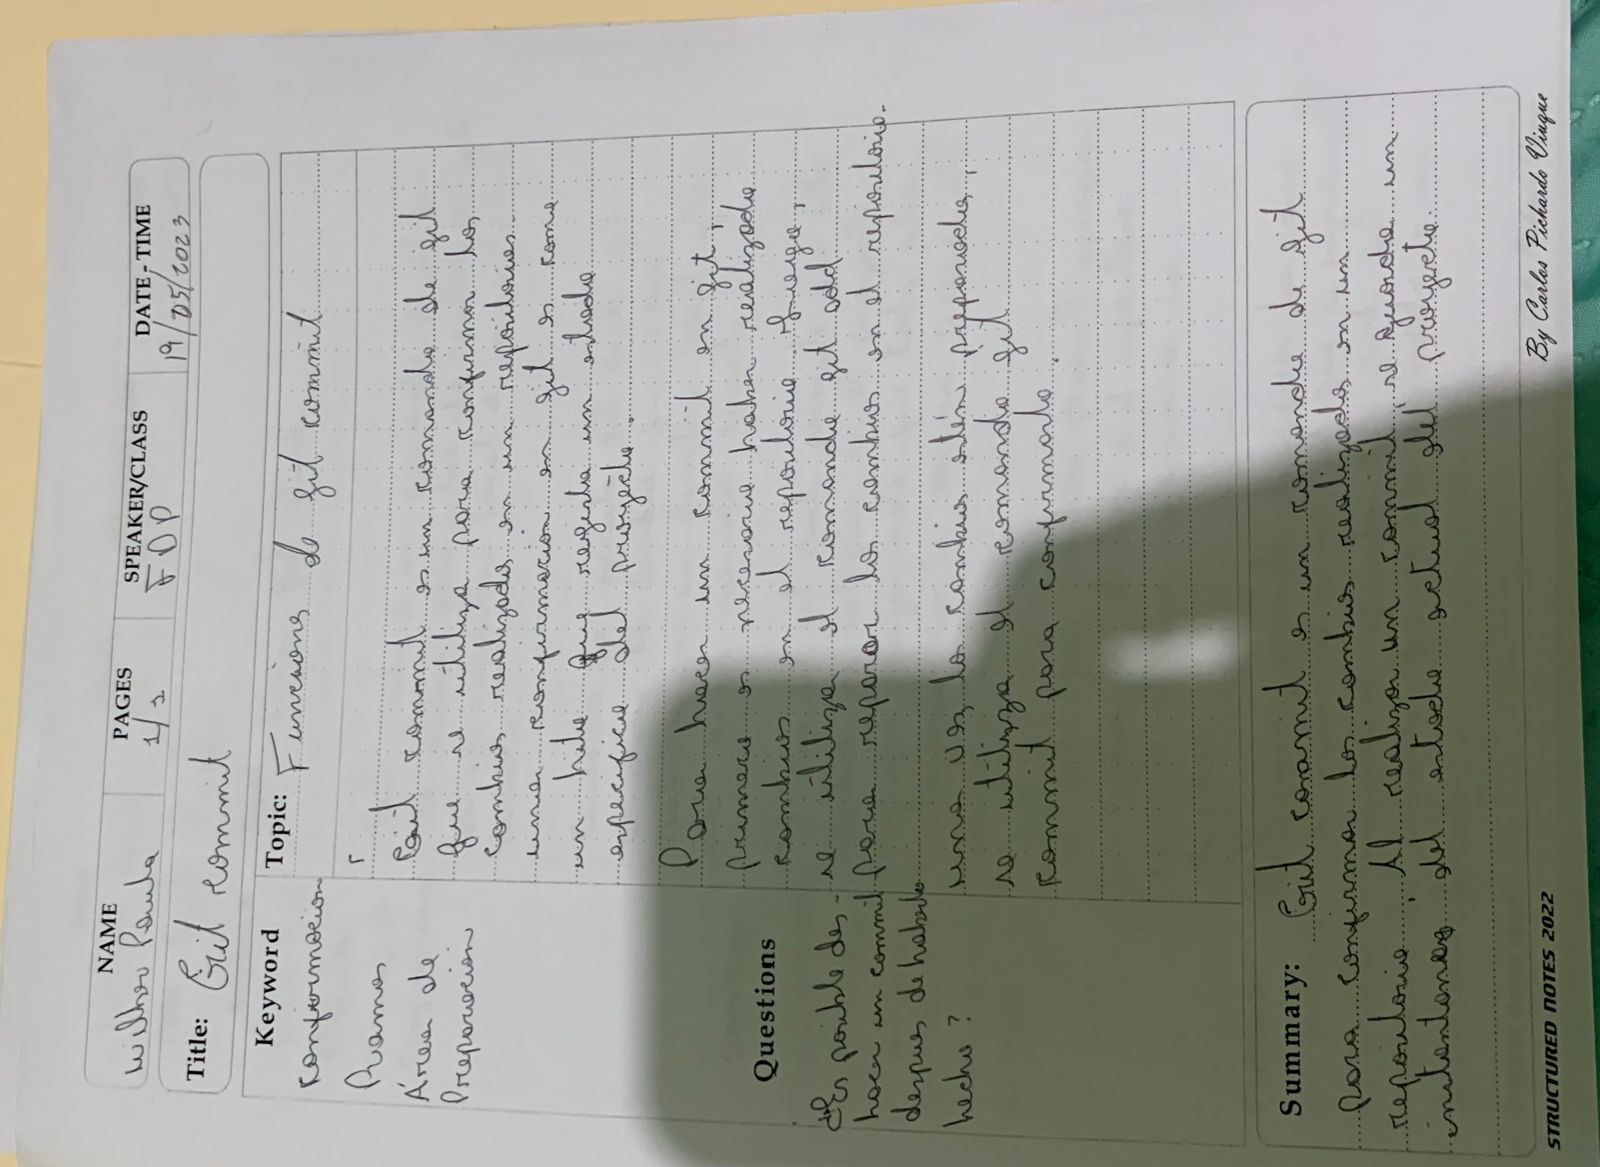 NAME
PAGES
SPEAKER/CLASS
DATE-TIME
Paula
1/1
FDP
19/05/2023
Title: Git commit
Keyword
Topic: Funciones de git commit
Confirmación
Ramas
Área de
Preparación
Git commit es un comando de git
que se utiliza para confirmar los
cambios realizados en un repositorios.
una confirmación en git es como
un hito que registra un estado
especifico del proyecto.
Para hacer un commit en git,
primero es necesario haber realizado
cambios en el repositorio. Luego,
se utiliza el comando git add
para reparar los cambios en el repositorio.
una vez los cambios estén preparados,
se utiliza el comando git
commit para confirmarlo.
Questions
¿Es posible des-
hacer un commit
despues de haberlo
hecho?
Summary: Git commit es un comando de git
para confirmar los cambios realizados en un
repositorio. Al realizar un commit, se guarda un
del estado actual del proyecto.
STRUCTURED NOTES 2022
By Carlos Pichardo Viuque